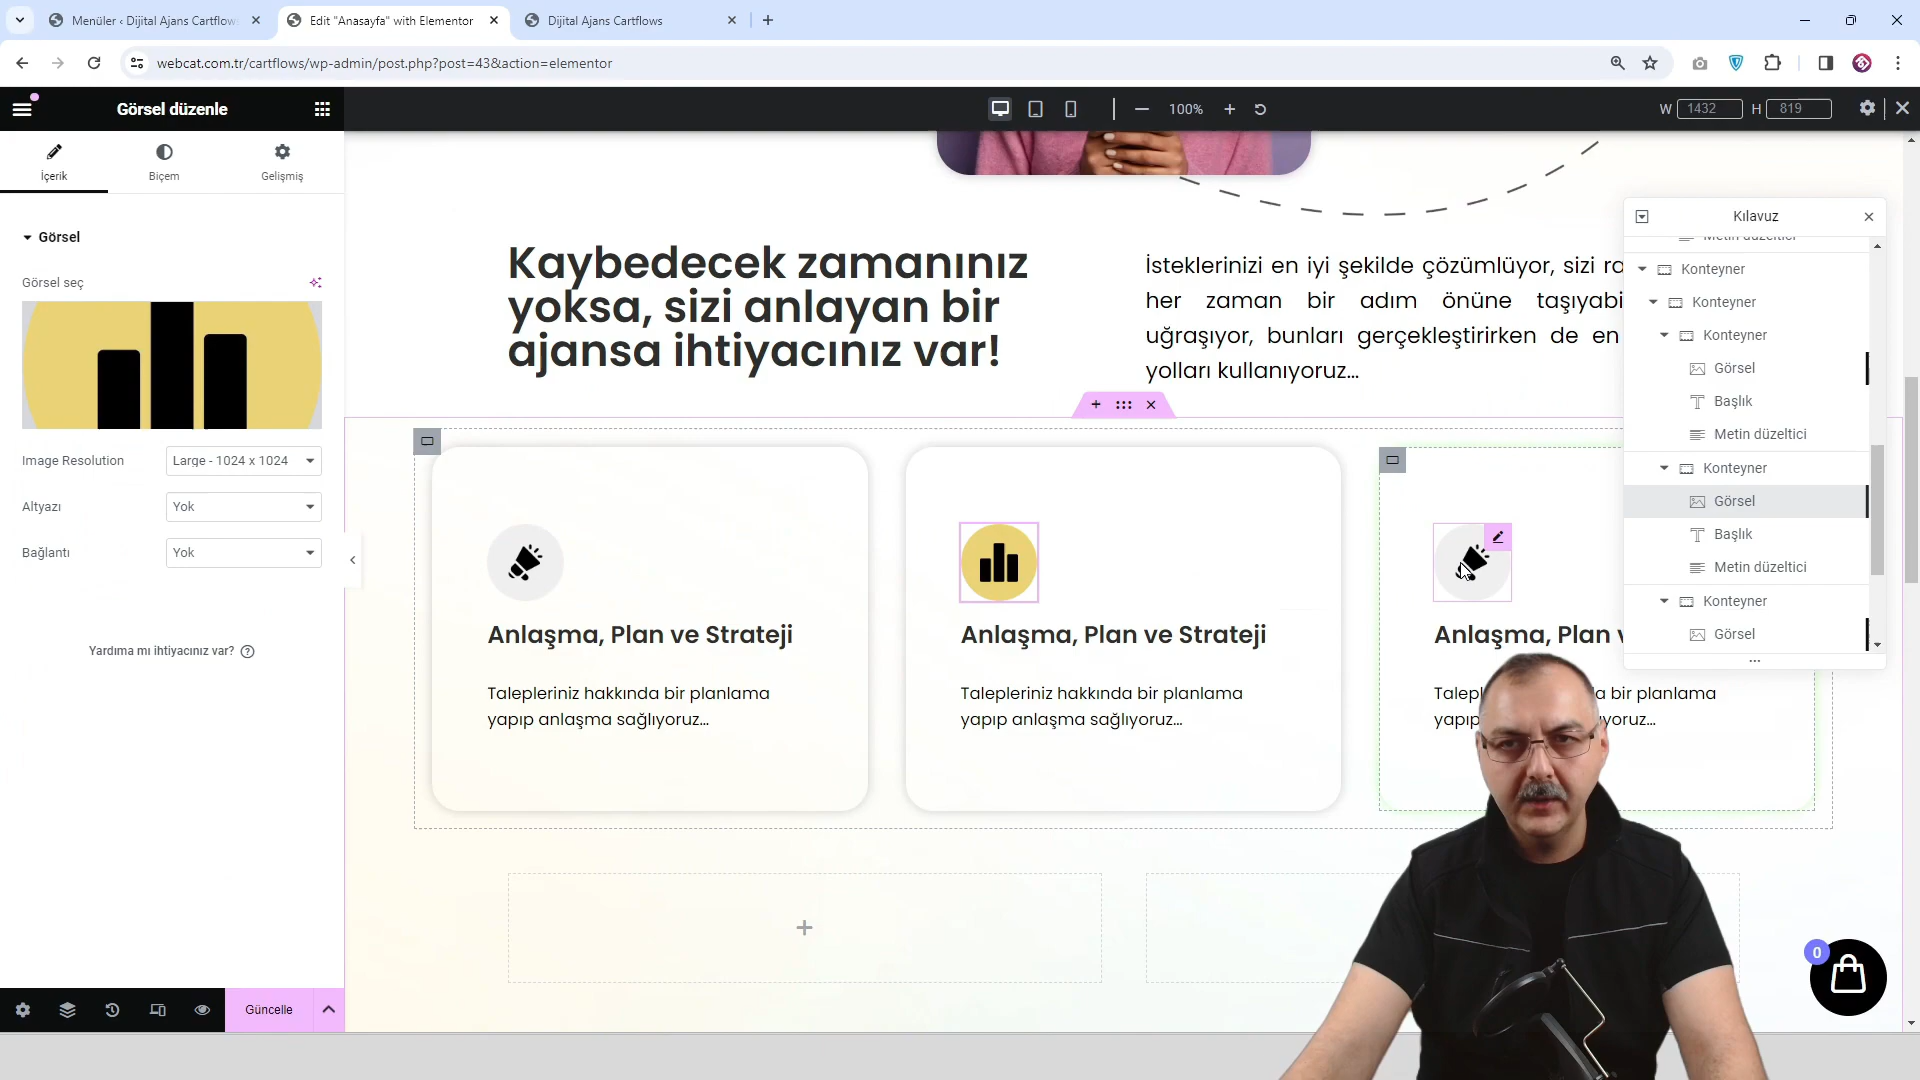 Menüler ‹ Dijital Ajans Cartflows
Edit "Anasayfa" with Elementor
Dijital Ajans Cartflows
webcat.com.tr/cartflows/wp-admin/post.php?post=43&action=elementor
Görsel düzenle
100%
W 1432 H 819
İçerik
Biçem
Gelişmiş
Görsel
Görsel seç
Image Resolution
Large - 1024 x 1024
Altyazı
Yok
Bağlantı
Yok
Yardıma mı ihtiyacınız var?
Güncelle
Kaybedecek zamanınız
yoksa, sizi anlayan bir
ajansa ihtiyacınız var!
İsteklerinizi en iyi şekilde çözümlüyor, sizi
her zaman bir adım önüne
uğraşıyor, bunları gerçekleştirirken de en
yolları kullanıyoruz...
Anlaşma, Plan ve Strateji
Talepleriniz hakkında bir planlama
yapıp anlaşma sağlıyoruz...
Anlaşma, Plan ve Strateji
Talepleriniz hakkında bir planlama
yapıp anlaşma sağlıyoruz...
Anlaşma, Plan
bir planlama
Kılavuz
Metin düzeltici
Konteyner
Konteyner
Konteyner
Görsel
Başlık
Metin düzeltici
Konteyner
Görsel
Başlık
Metin düzeltici
Konteyner
Görsel
0